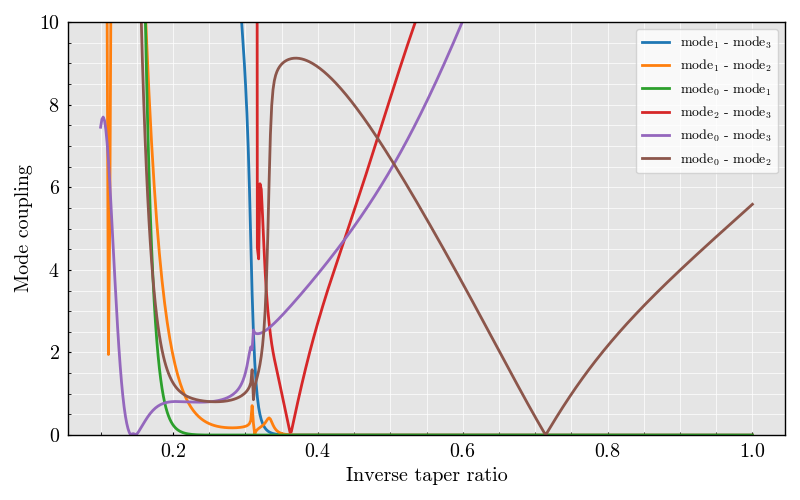 10
8
6
4
2
0
Mode coupling
0.2
0.4
0.6
0.8
1.0
Inverse taper ratio
mode₁ - mode₃
mode₁ - mode₂
mode₀ - mode₁
mode₂ - mode₃
mode₀ - mode₃
mode₀ - mode₂